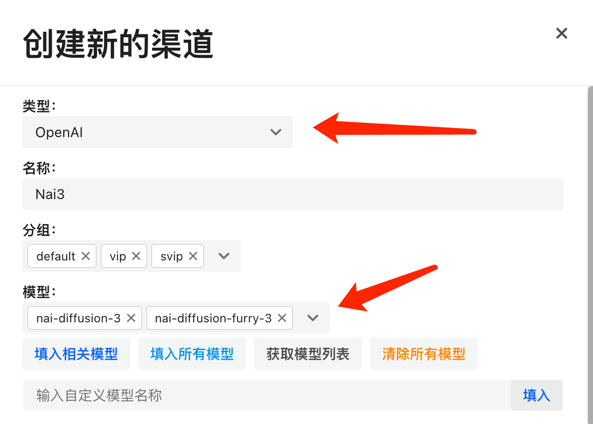 创建新的渠道
类型：
OpenAI
名称：
Nai3
分组：
default vip svip
模型：
nai-diffusion-3 nai-diffusion-furry-3
填入相关模型 填入所有模型 获取模型列表 清除所有模型
输入自定义模型名称 填入